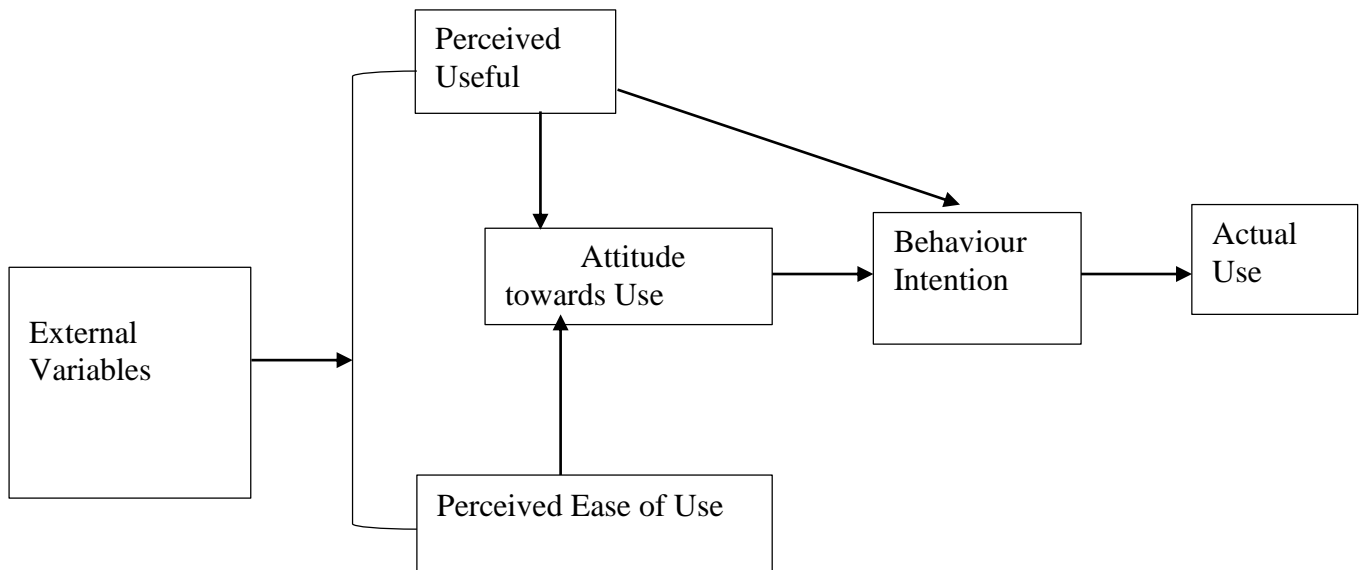 Perceived
Useful
Attitude
towards Use
Behaviour
Intention
Actual
Use
External
Variables
Perceived Ease of Use